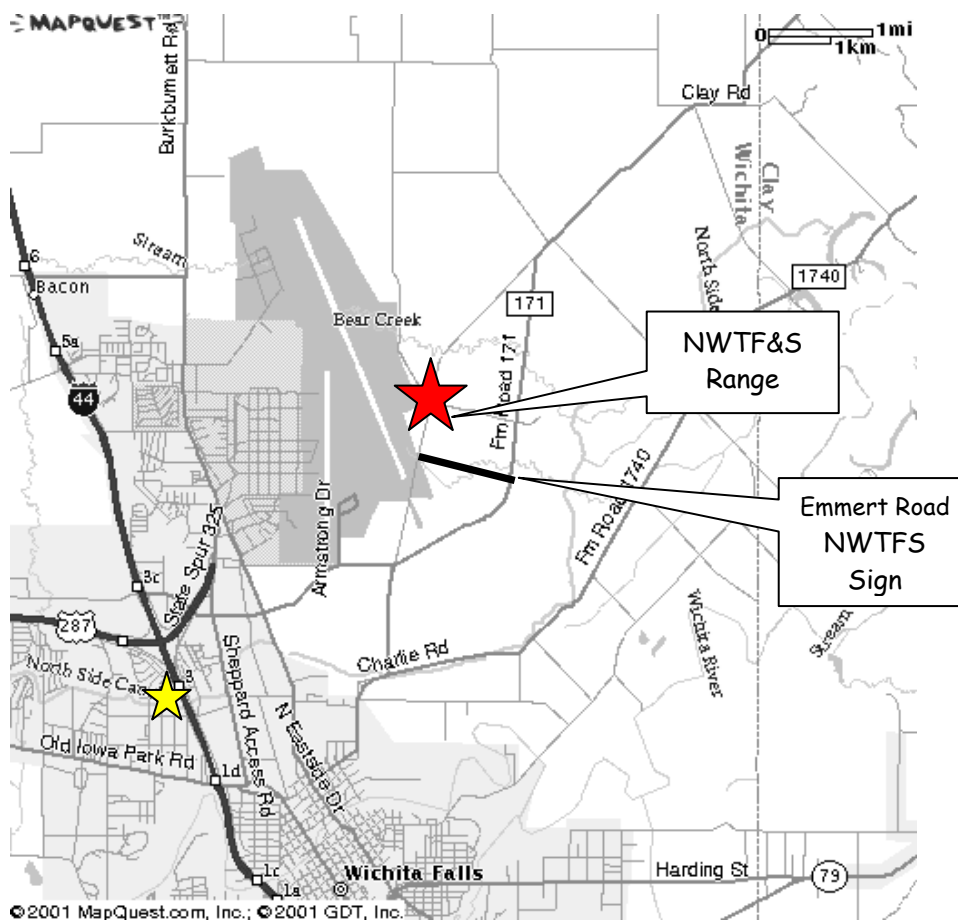 MAPQUEST
0 1mi
1km
Burkburnett Rd
Clay Rd
Clay
Wichita
Stream
6
Bacon
North Side
1740
171
Bear Creek
5a
44
NWTF&S
Range
Fm Road 171
Fm Road 1740
Emmert Road
NWTFS
Sign
Armstrong Dr
State Spur 325
3c
287
Wichita River
Stream
Charlie Rd
Sheppard Access Rd
North Side Can
3
N Eastside Dr
Old Iowa Park Rd
1d
1c
1a
Wichita Falls
Harding St
79
©2001 MapQuest.com, Inc.; ©2001 GDT, Inc.